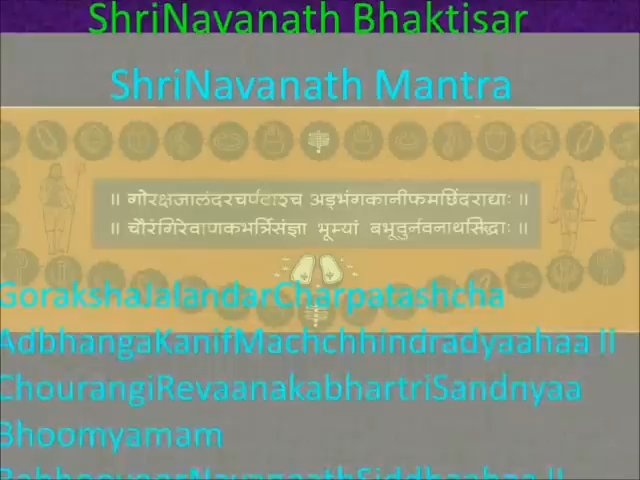 ShriNavanath Bhaktisar
ShriNavanath Mantra
॥ गोरक्षजालंदरचर्पटाश्च अड्भंगकानीफमछिंदराद्याः ॥
॥ चौरंगिरेवाणकभर्त्रिसंज्ञा भूम्यां बभूवुर्नवनाथसिद्धाः ॥
GorakshaJalandarCharpatashcha
AdbhangaKanifMachchhindradyaahaa ll
ChourangiRevaanakabhartriSandnyaa
Bhoomyamam